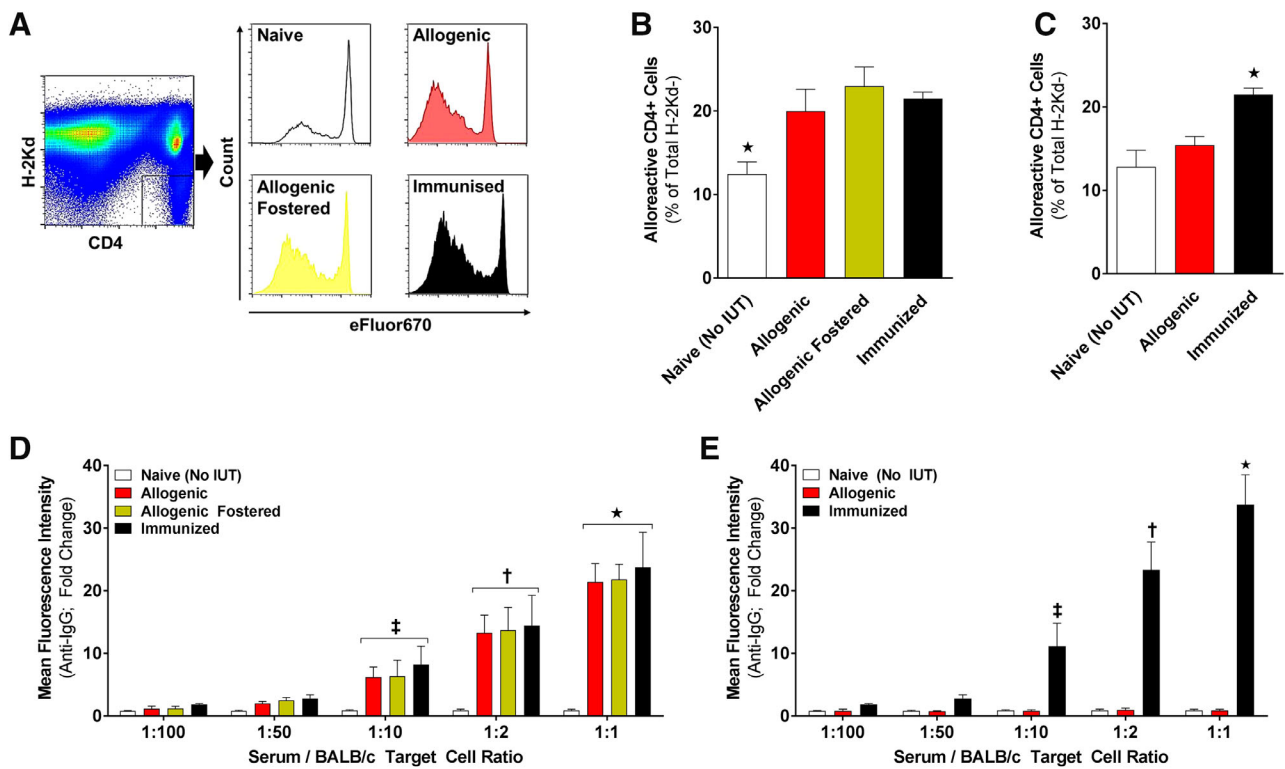 A
H-2Kd
CD4
Count
Naive
Allogenic
Allogenic
Fostered
Immunised
eFluor670
B
Alloreactive CD4+ Cells
(% of Total H-2Kd-)
30
20
10
0
★
Naive (No IUT)
Allogenic
Allogenic Fostered
Immunized
C
Alloreactive CD4+ Cells
(% of Total H-2Kd-)
30
20
10
0
★
Naive (No IUT)
Allogenic
Immunized
D
Mean Fluorescence Intensity
(Anti-IgG; Fold Change)
40
30
20
10
0
Naive (No IUT)
Allogenic
Allogenic Fostered
Immunized
‡
†
★
1:100 1:50 1:10 1:2 1:1
Serum / BALB/c Target Cell Ratio
E
Mean Fluorescence Intensity
(Anti-IgG; Fold Change)
40
30
20
10
0
Naive (No IUT)
Allogenic
Immunized
‡
†
★
1:100 1:50 1:10 1:2 1:1
Serum / BALB/c Target Cell Ratio